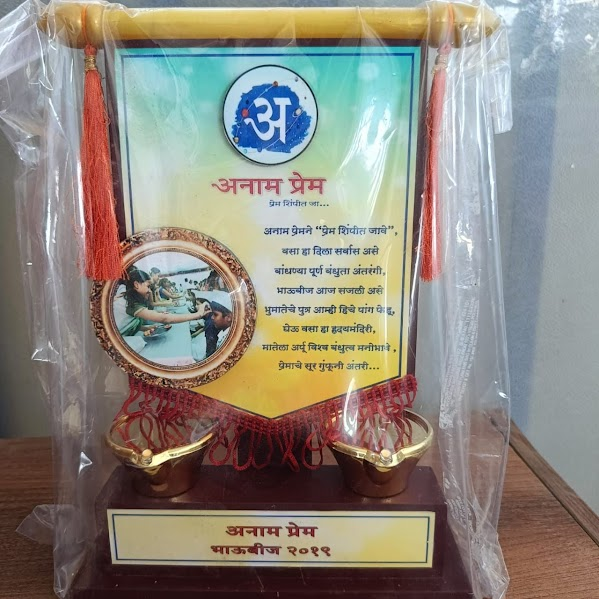 अ
अनाम प्रेम
प्रेम शिंपीत जा...
अनाम प्रेमने “प्रेम शिंपीत जावे”,
वसा हा दिला सर्वास असे
बांधण्या पूर्ण बंधुता अंतरंगी,
भाऊबीज आज सजली असे
भुमातेचे पुत्र आम्ही हिचे पांग फेडू,
घेऊ वसा हा हृदयमंदिरी,
मातेला अर्पू विश्व बंधुत्व मनोभावे ,
प्रेमाचे सूर गुंफूनी अंतरी...
अनाम प्रेम
भाऊबीज २०१९